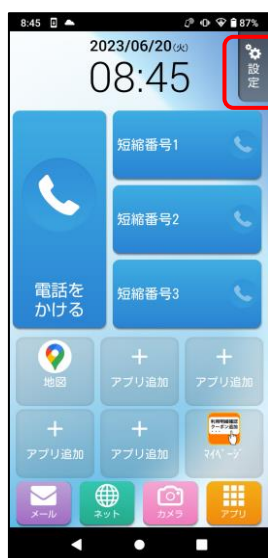 8:45
87%
2023/06/20(火)
08:45
設定
電話を
かける
短縮番号1
短縮番号2
短縮番号3
地図
アプリ追加
アプリ追加
アプリ追加
アプリ追加
マイページ
メール
ネット
カメラ
アプリ